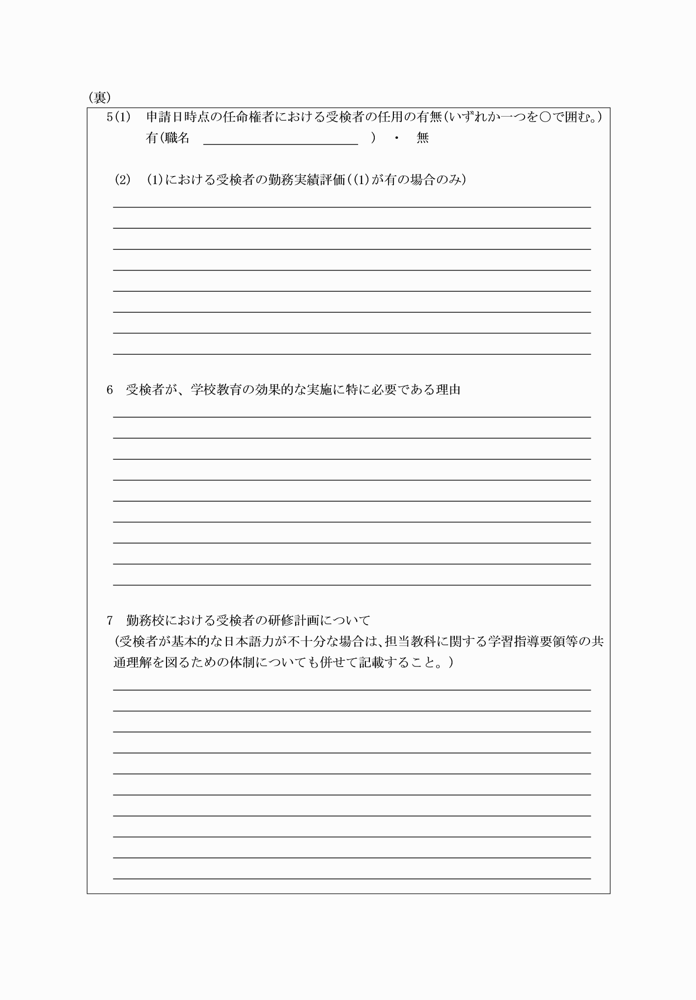 (裏)
5(1)　申請日時点の任命権者における受検者の任用の有無(いずれか一つを〇で囲む。)
有(職名　　　　　　　　　　　　　)　・　無
(2)　(1)における受検者の勤務実績評価((1)が有の場合のみ)
6　受検者が、学校教育の効果的な実施に特に必要である理由
7　勤務校における受検者の研修計画について
(受検者が基本的な日本語力が不十分な場合は、担当教科に関する学習指導要領等の共
通理解を図るための体制についても併せて記載すること。)